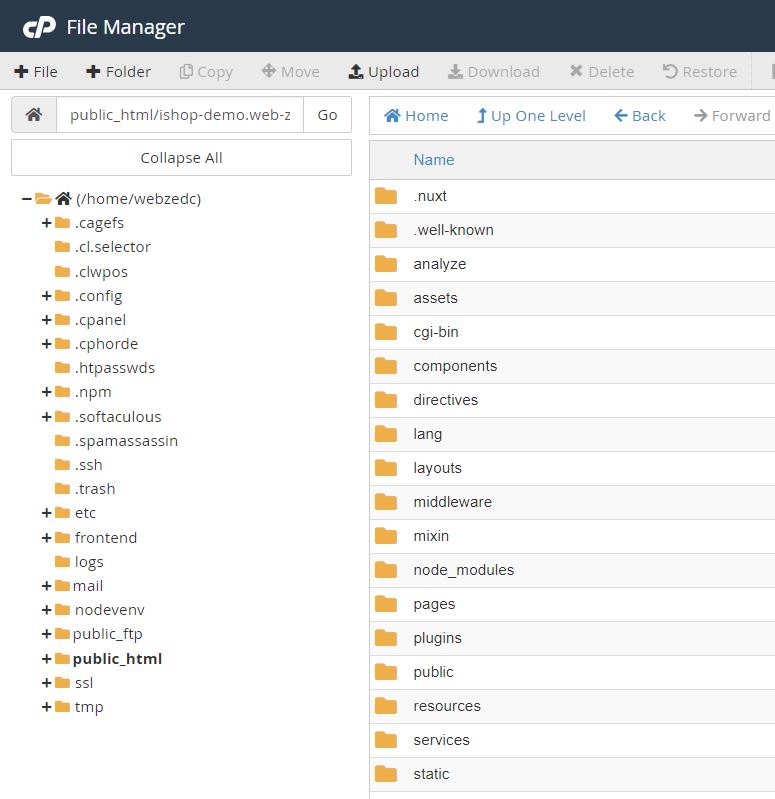 cP File Manager
File Folder Copy Move Upload Download Delete Restore
public_html/ishop-demo.web-z Go
Collapse All
(/home/webzedc)
.cagefs
.cl.selector
.clwpos
.config
.cpanel
.cphorde
.htpasswds
.npm
.softaculous
.spamassassin
.ssh
.trash
etc
frontend
logs
mail
nodevenv
public_ftp
public_html
ssl
tmp
Home Up One Level Back Forward
Name
.nuxt
.well-known
analyze
assets
cgi-bin
components
directives
lang
layouts
middleware
mixin
node_modules
pages
plugins
public
resources
services
static